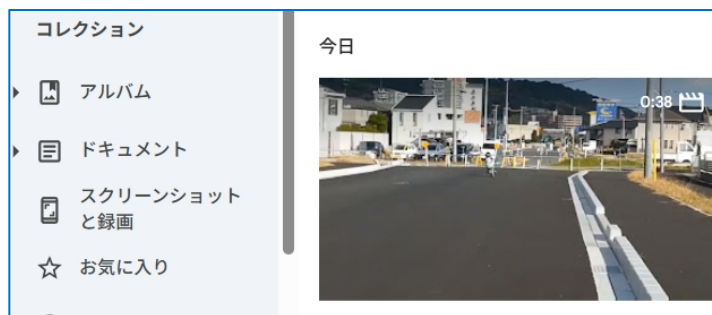 コレクション
アルバム
ドキュメント
スクリーンショット
と録画
お気に入り
今日
0:38